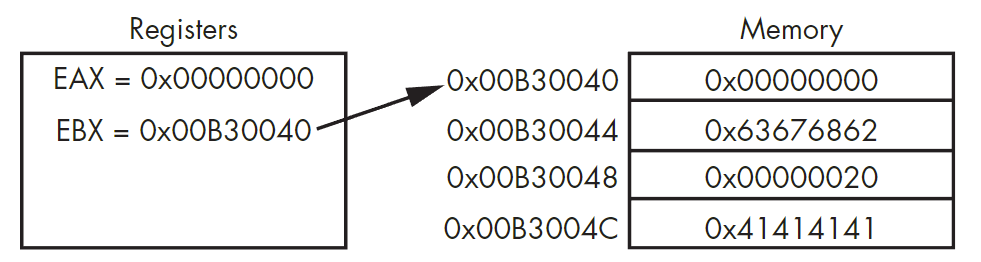 Registers
Memory
EAX = 0x00000000
0x00B30040
0x00000000
EBX = 0x00B30040
0x00B30044
0x63676862
0x00B30048
0x00000020
0x00B3004C
0x41414141